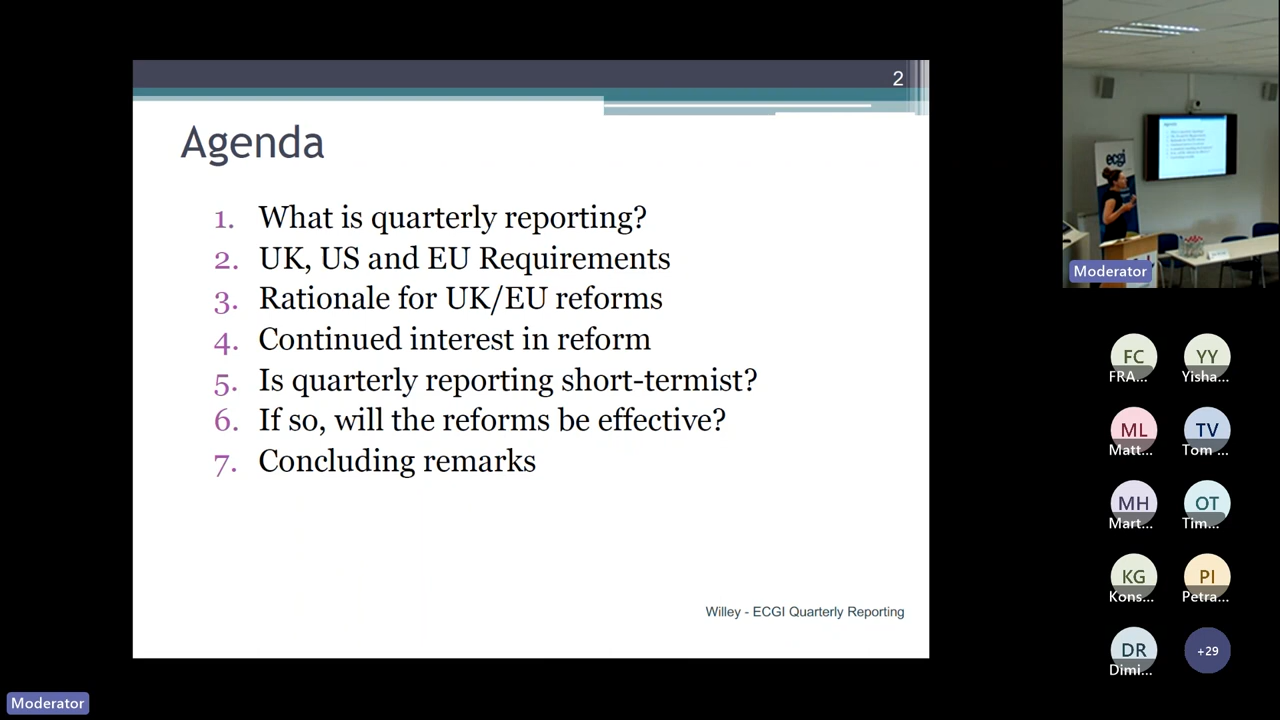 2
Agenda
1. What is quarterly reporting?
2. UK, US and EU Requirements
3. Rationale for UK/EU reforms
4. Continued interest in reform
5. Is quarterly reporting short-termist?
6. If so, will the reforms be effective?
7. Concluding remarks
Willey - ECGI Quarterly Reporting
Moderator
ecgi
Moderator
FC
FRA...
YY
Yisha...
ML
Matt...
TV
Tom ...
MH
Mart...
OT
Tim...
KG
Kons...
PI
Petra...
DR
Dimi...
+29